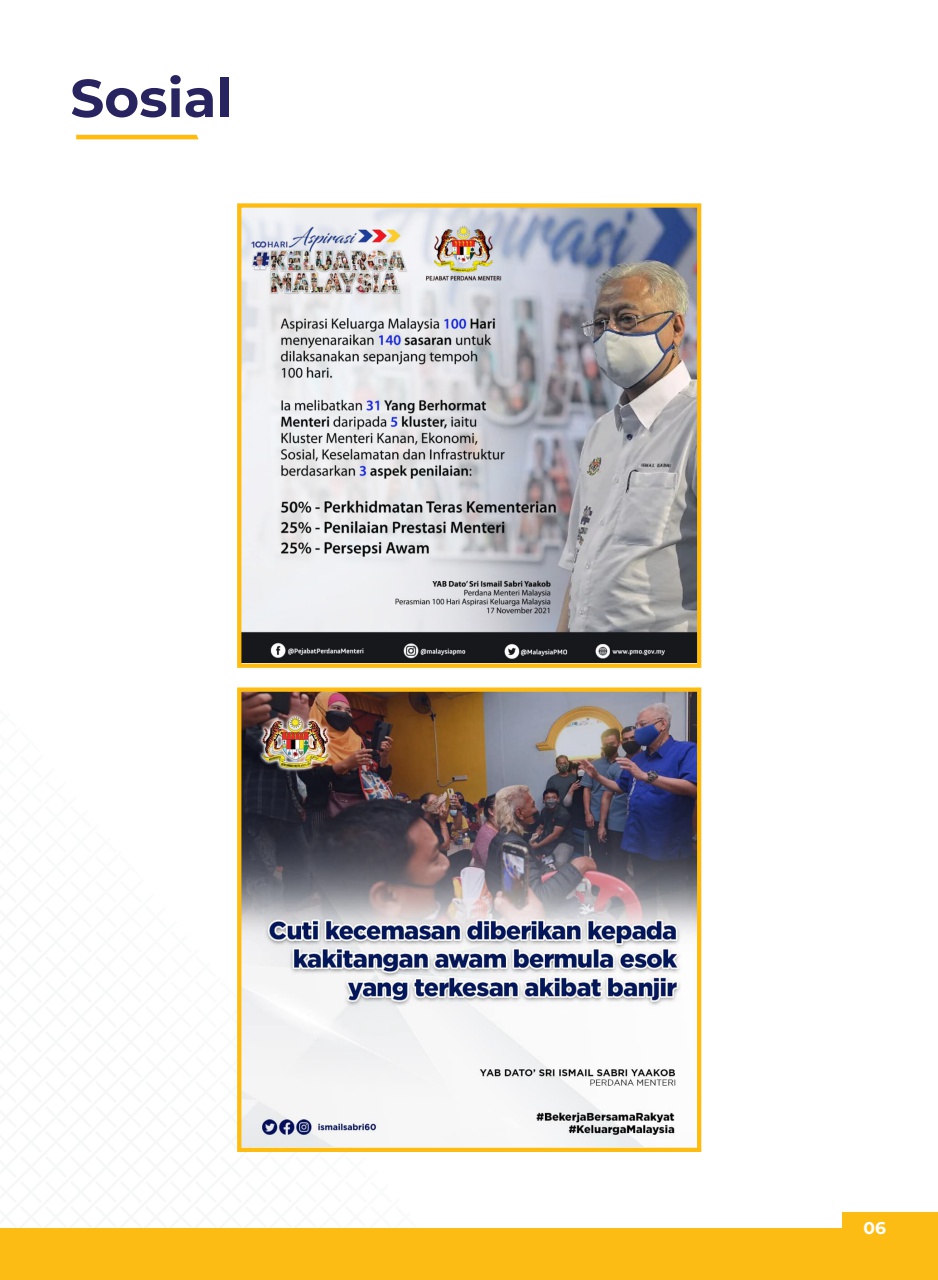 Sosial
100 HARI Aspirasi
#KELUARGA
MALAYSIA
PEJABAT PERDANA MENTERI
Aspirasi Keluarga Malaysia 100 Hari
menyenaraikan 140 sasaran untuk
dilaksanakan sepanjang tempoh
100 hari.
Ia melibatkan 31 Yang Berhormat
Menteri daripada 5 kluster, iaitu
Kluster Menteri Kanan, Ekonomi,
Sosial, Keselamatan dan Infrastruktur
berdasarkan 3 aspek penilaian:
50% - Perkhidmatan Teras Kementerian
25% - Penilaian Prestasi Menteri
25% - Persepsi Awam
YAB Dato' Sri Ismail Sabri Yaakob
Perdana Menteri Malaysia
Perasmian 100 Hari Aspirasi Keluarga Malaysia
17 November 2021
@PejabatPerdanaMenteri @malaysiapmo @MalaysiaPMO www.pmo.gov.my
Cuti kecemasan diberikan kepada
kakitangan awam bermula esok
yang terkesan akibat banjir
YAB DATO' SRI ISMAIL SABRI YAAKOB
PERDANA MENTERI
#BekerjaBersamaRakyat
#KeluargaMalaysia
ismailsabri60
06